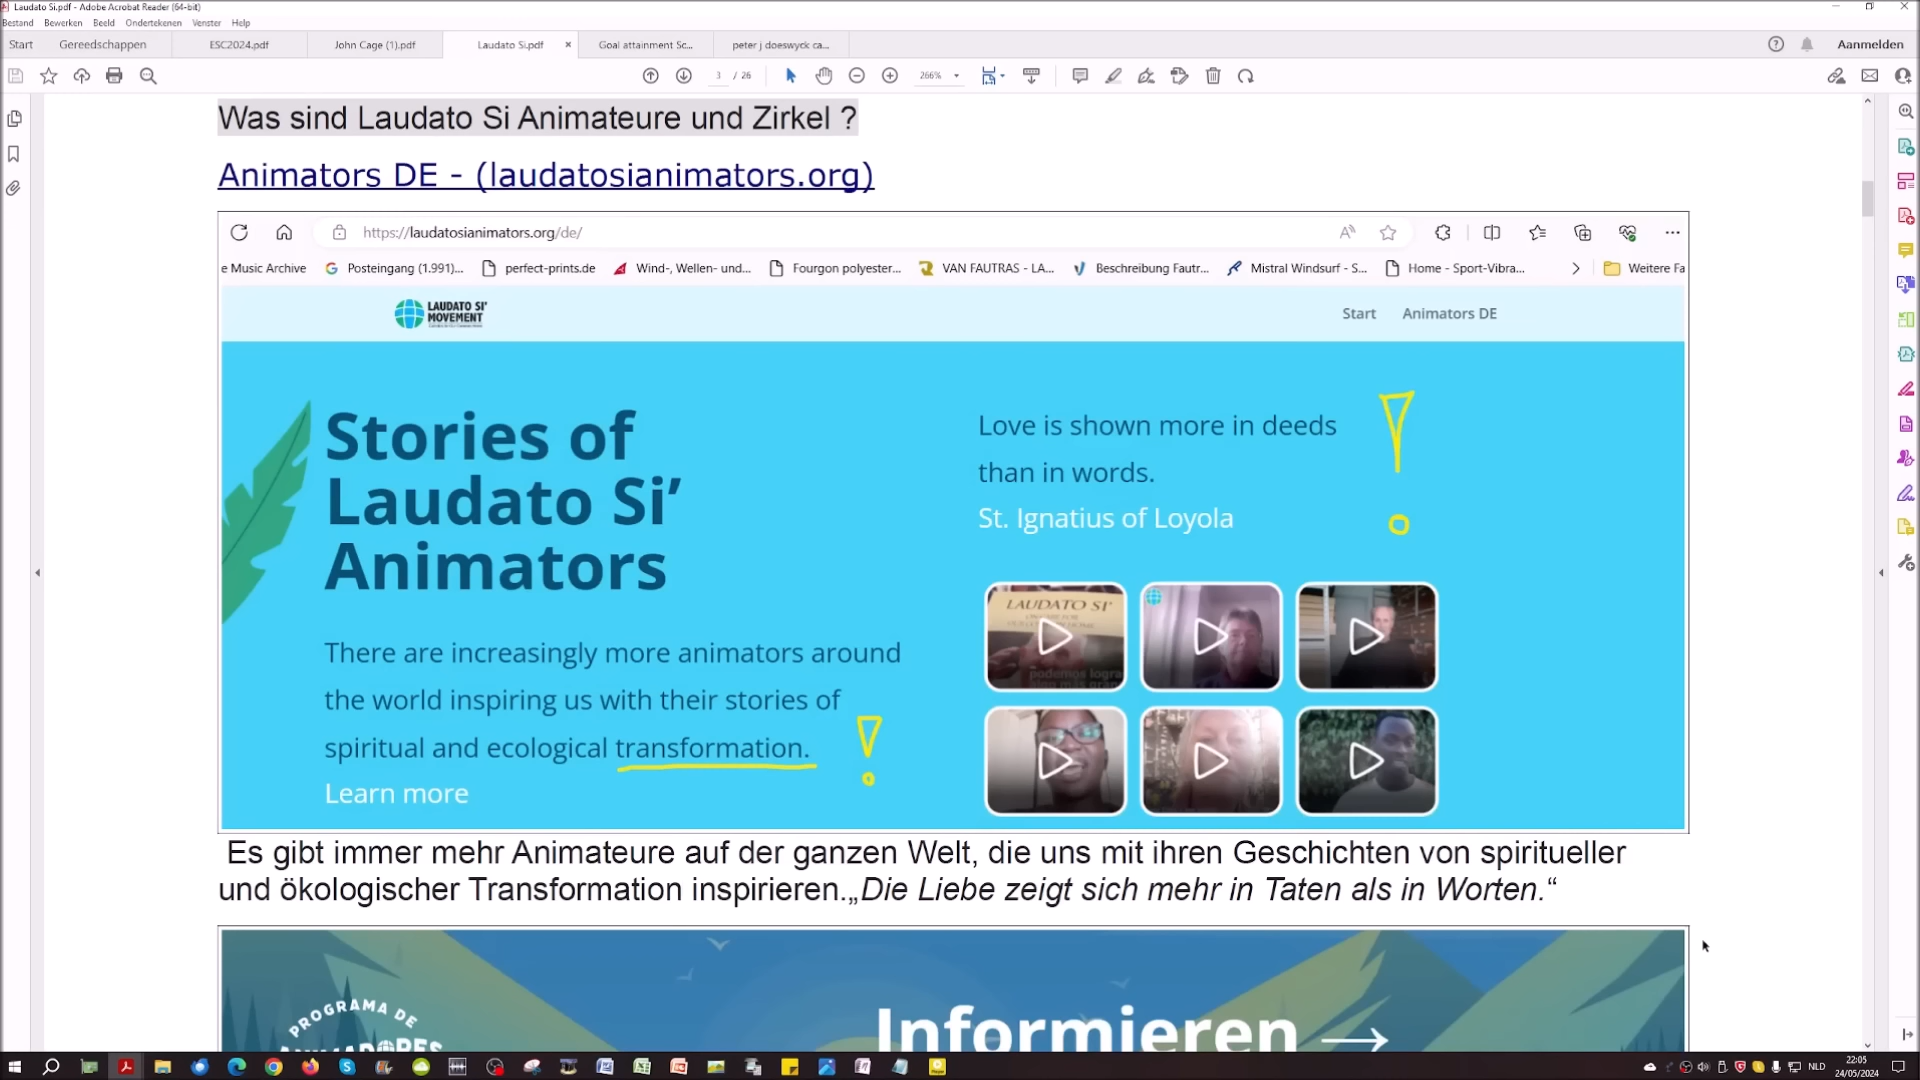 Laudato Si.pdf - Adobe Acrobat Reader (64-bit)
Bestand Bewerken Beeld Ondertekenen Venster Help
Start Gereedschappen ESC2024.pdf John Cage (1).pdf Laudato Si.pdf Goal attainment Sc... peter j doeswyck ca... Aanmelden
3 / 26 266%
Was sind Laudato Si Animateure und Zirkel ?
Animators DE - (laudatosianimators.org)
https://laudatosianimators.org/de/
e Music Archive Posteingang (1.991)... perfect-prints.de Wind-, Wellen- und... Fourgon polyester... VAN FAUTRAS - LA... Beschreibung Fautr... Mistral Windsurf - S... Home - Sport-Vibra... Weitere Fa
LAUDATO SI'
MOVEMENT
Start Animators DE
Stories of
Laudato Si'
Animators
There are increasingly more animators around
the world inspiring us with their stories of
spiritual and ecological transformation. !
Learn more
Love is shown more in deeds
than in words.
St. Ignatius of Loyola
!
LAUDATO SI'
podemos logra
Es gibt immer mehr Animateure auf der ganzen Welt, die uns mit ihren Geschichten von spiritueller
und ökologischer Transformation inspirieren.„Die Liebe zeigt sich mehr in Taten als in Worten.“
PROGRAMA DE
ANIMADORES
Informieren →
NLD
22:05
24/05/2024